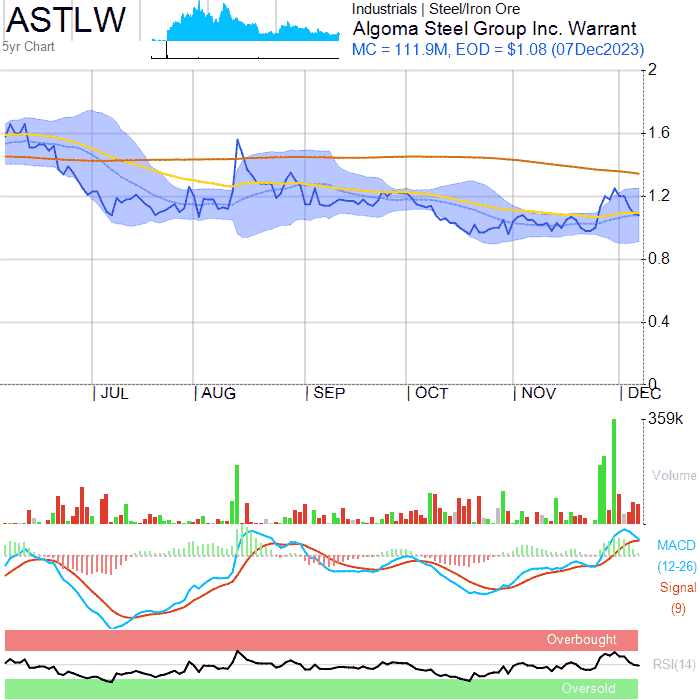 ASTLW
5yr Chart
Industrials | Steel/Iron Ore
Algoma Steel Group Inc. Warrant
MC = 111.9M, EOD = $1.08 (07Dec2023)
2
1.6
1.2
0.8
0.4
0
JUL AUG SEP OCT NOV DEC
359k
Volume
MACD
(12-26)
Signal
(9)
Overbought
RSI(14)
Oversold